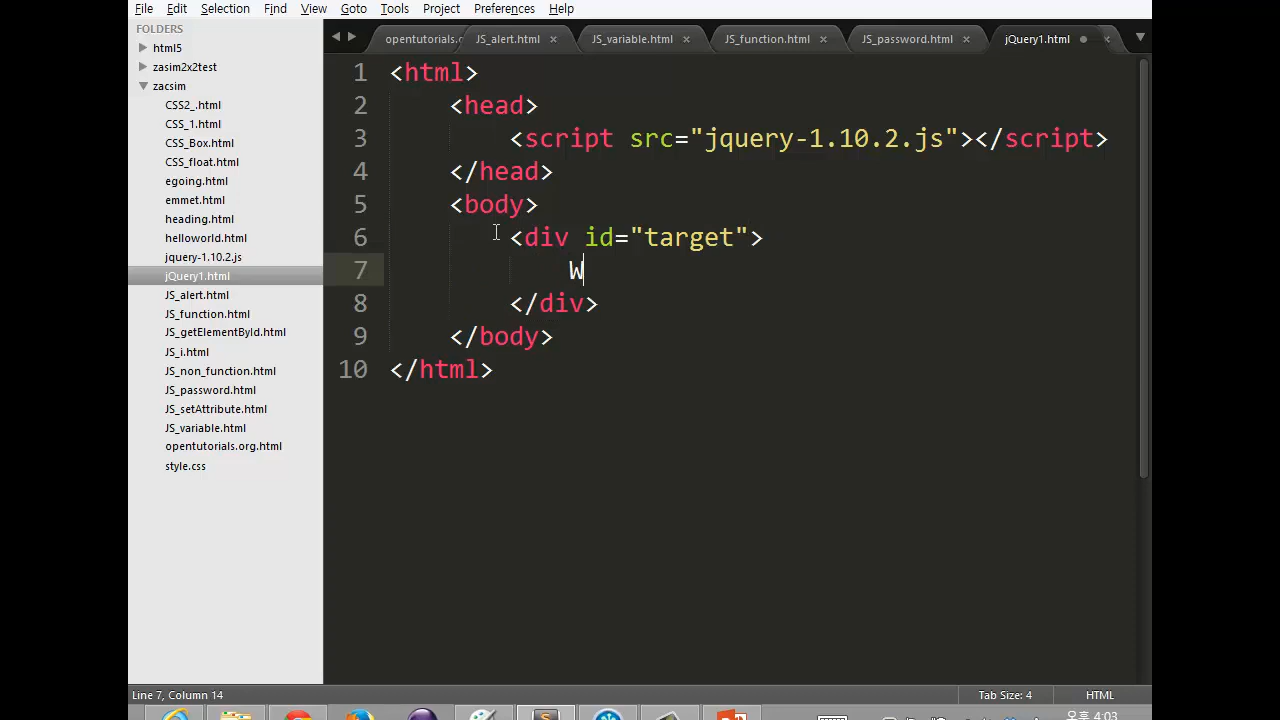 File Edit Selection Find View Goto Tools Project Preferences Help
FOLDERS
html5
zasim2x2test
zacsim
CSS2_.html
CSS_1.html
CSS_Box.html
CSS_float.html
egoing.html
emmet.html
heading.html
helloworld.html
jquery-1.10.2.js
jQuery1.html
JS_alert.html
JS_function.html
JS_getElementById.html
JS_i.html
JS_non_function.html
JS_password.html
JS_setAttribute.html
JS_variable.html
opentutorials.org.html
style.css
opentutorials.o JS_alert.html JS_variable.html JS_function.html JS_password.html jQuery1.html
1 <html>
2 <head>
3 <script src="jquery-1.10.2.js"></script>
4 </head>
5 <body>
6 <div id="target">
7 W
8 </div>
9 </body>
10 </html>
Line 7, Column 14 Tab Size: 4 HTML
오후 4:03